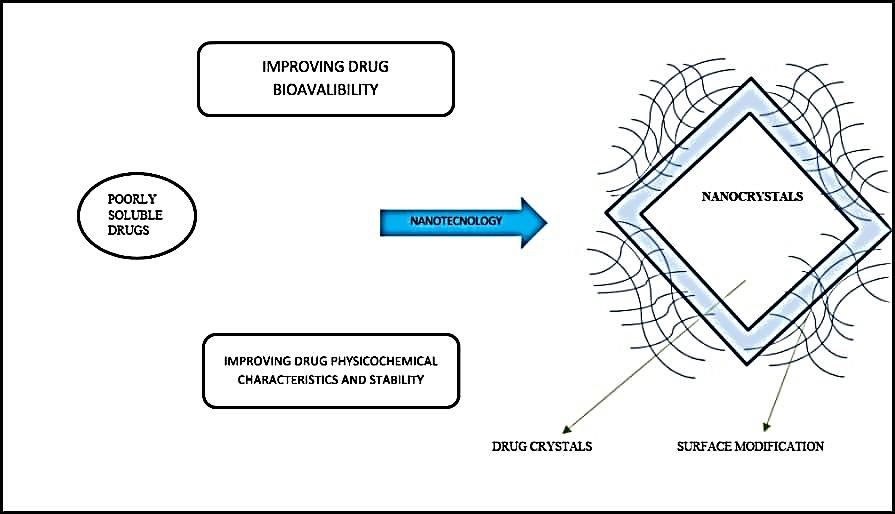 IMPROVING DRUG
BIOAVALIBILITY
POORLY
SOLUBLE
DRUGS
NANOTECNOLOGY
NANOCRYSTALS
IMPROVING DRUG PHYSICOCHEMICAL
CHARACTERISTICS AND STABILITY
DRUG CRYSTALS
SURFACE MODIFICATION